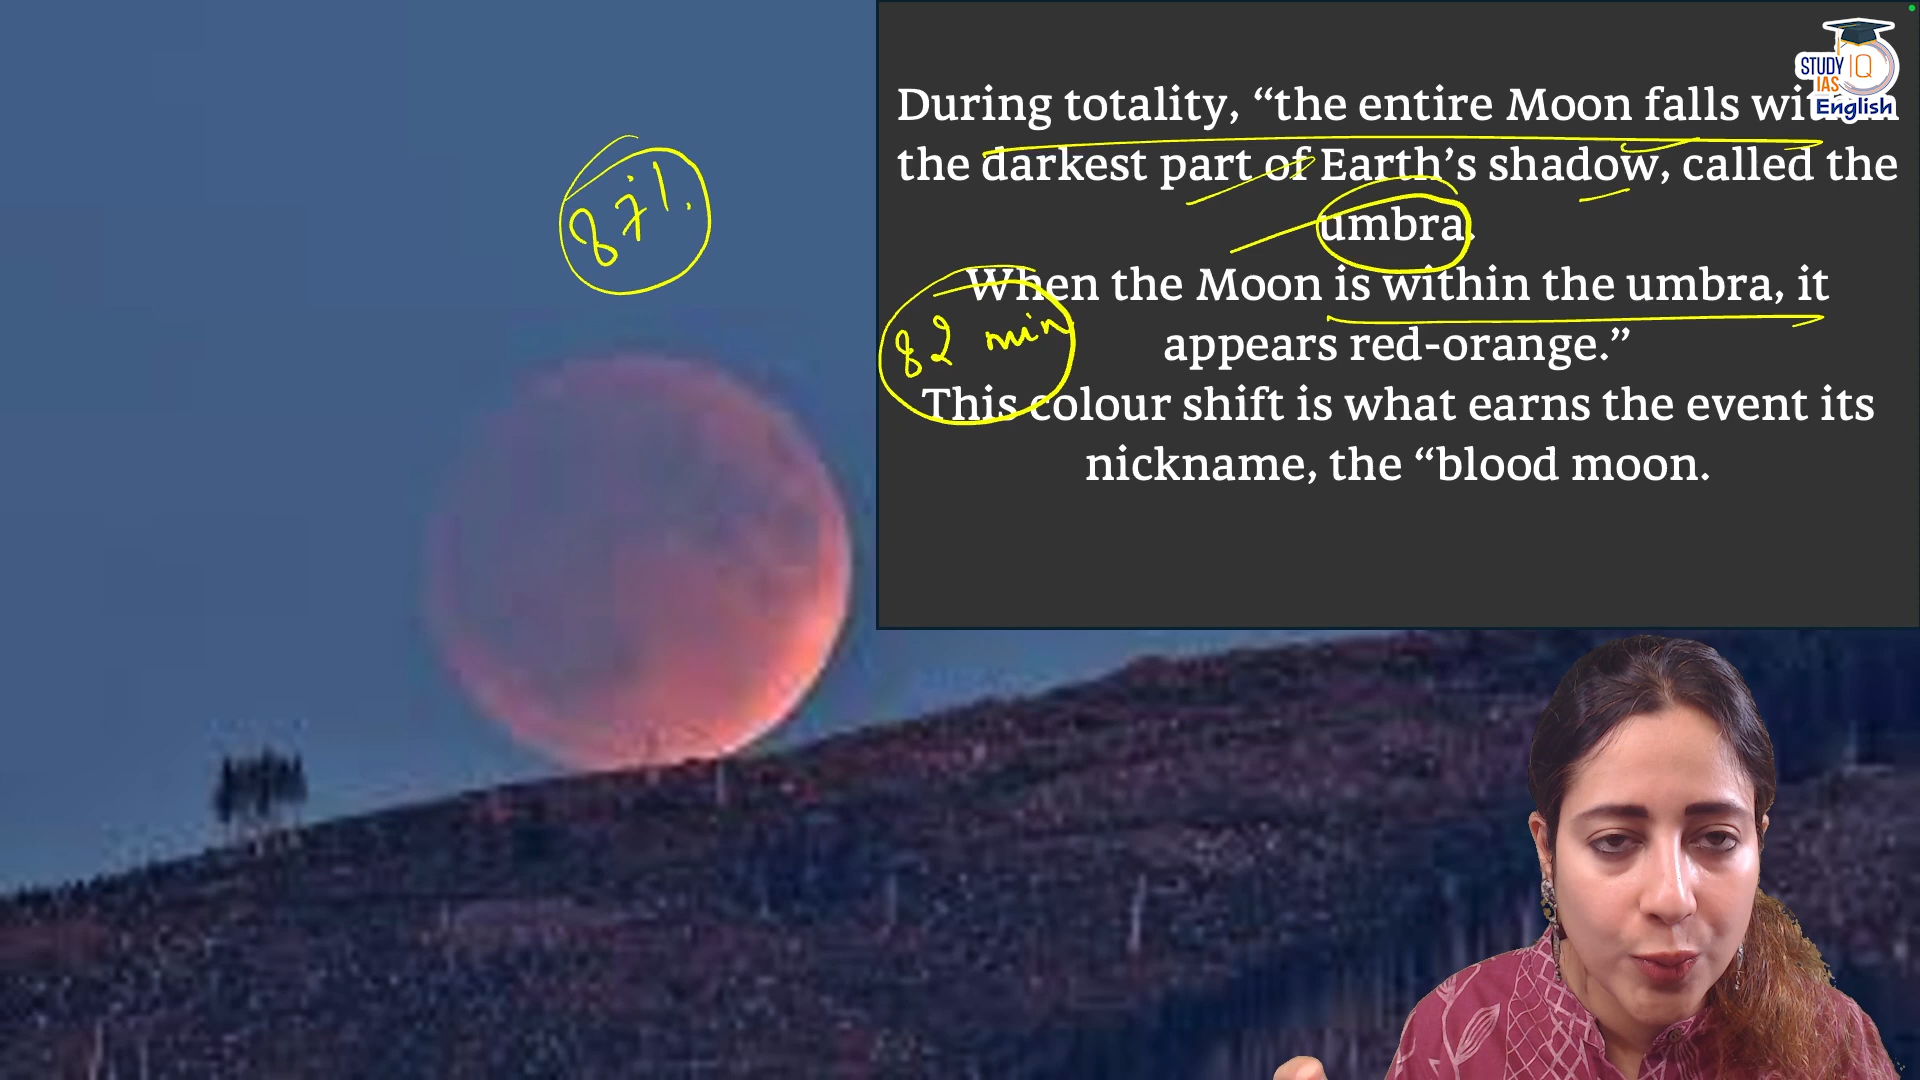 STUDY IQ
IAS
English
During totality, “the entire Moon falls within
the darkest part of Earth’s shadow, called the
umbra.
When the Moon is within the umbra, it
appears red-orange.”
This colour shift is what earns the event its
nickname, the “blood moon.
87%
82 min